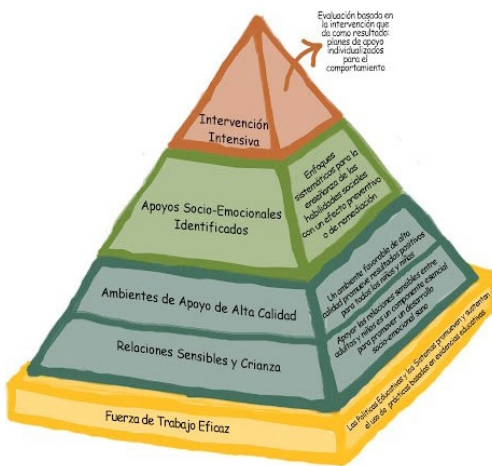 Evaluación basada en
la intervención que
da como resultado:
planes de apoyo
individualizados
para el
comportamiento
Intervención
Intensiva
Enfoques
sistemáticos para la
enseñanza de las
habilidades sociales
con un efecto preventivo
o de remediación
Apoyos Socio-Emocionales
Identificados
Un ambiente favorable de alta
calidad promueve resultados positivos
para todos los niños y niñas
Ambientes de Apoyo de Alta Calidad
Apoyar las relaciones sensibles entre
adultos y niños es un componente esencial
para promover un desarrollo
socio-emocional sano
Relaciones Sensibles y Crianza
Las Políticas Educativas y los Sistemas promueven y sustentan
el uso de prácticas basadas en evidencias educativas
Fuerza de Trabajo Eficaz